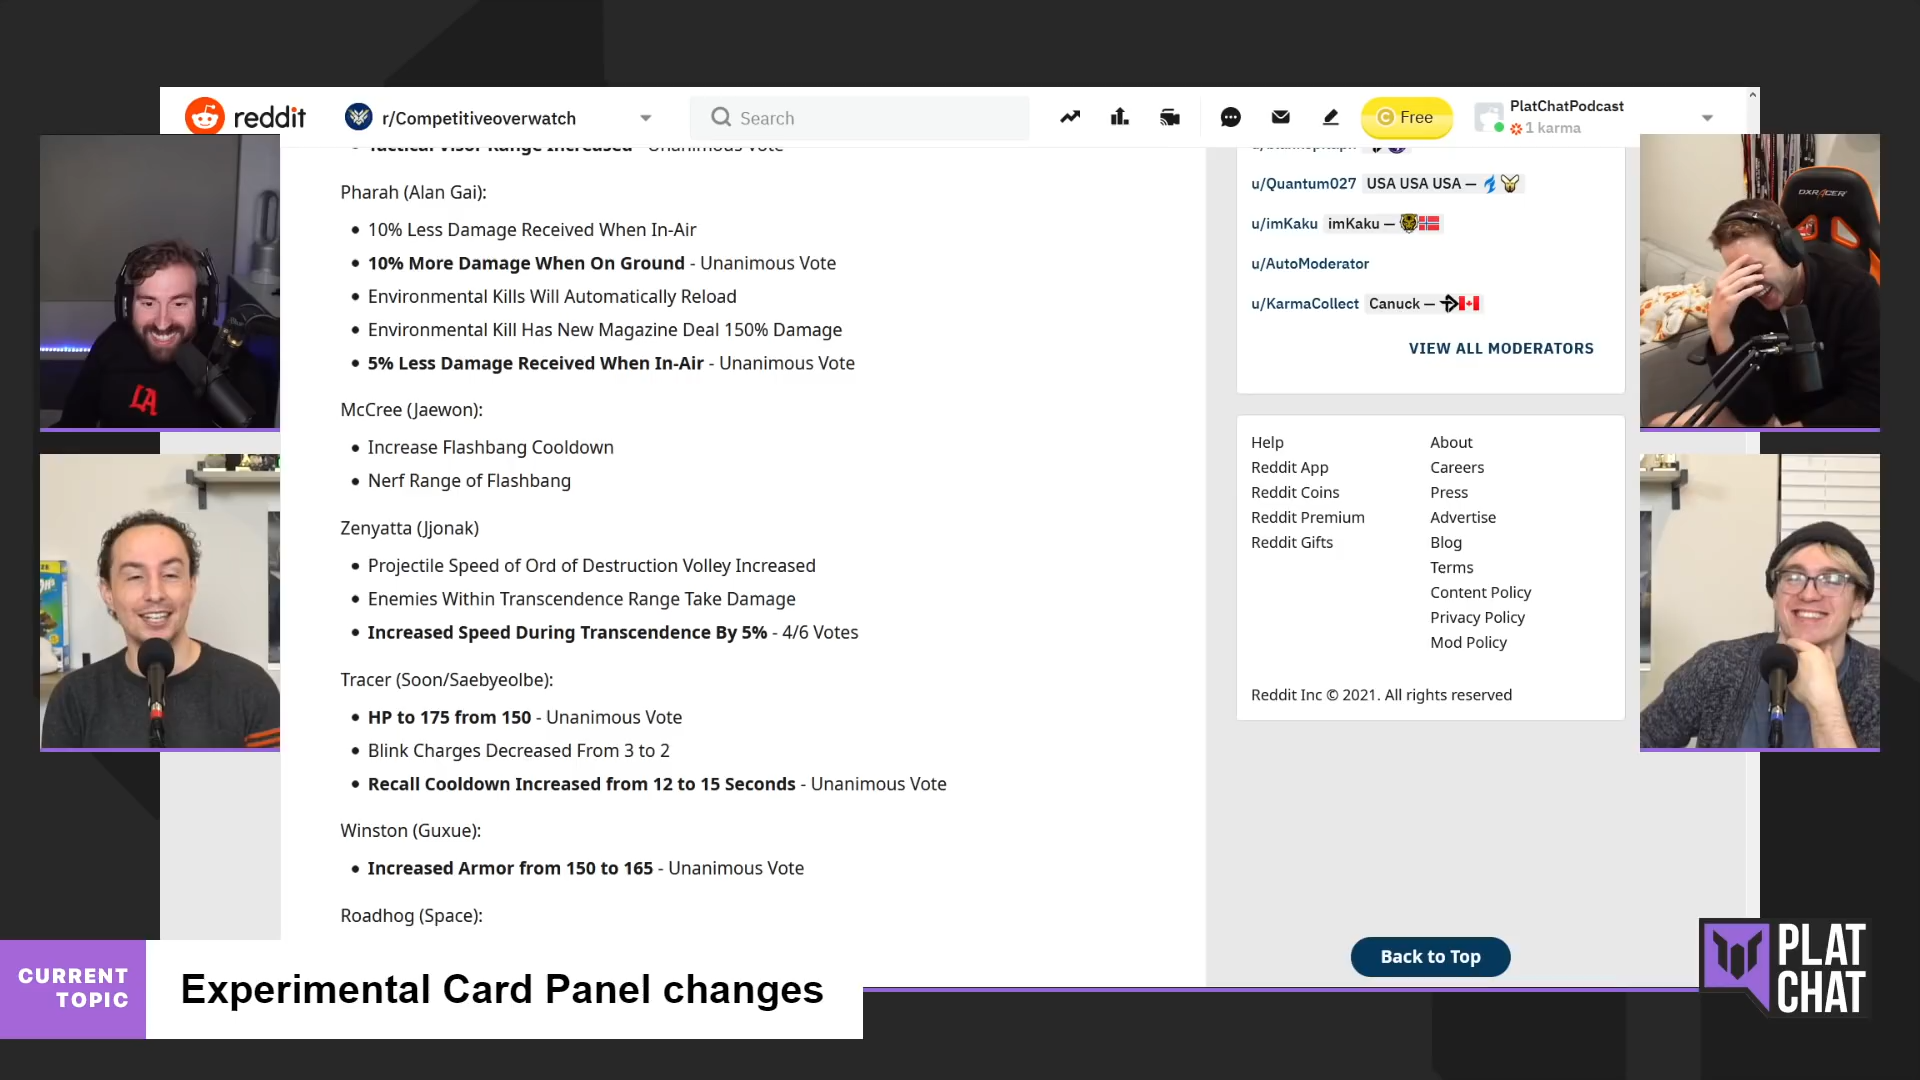 reddit
r/Competitiveoverwatch
Search
Free
PlatChatPodcast
1 karma
Tactical Visor Range Increased - Unanimous Vote
Pharah (Alan Gai):
10% Less Damage Received When In-Air
10% More Damage When On Ground - Unanimous Vote
Environmental Kills Will Automatically Reload
Environmental Kill Has New Magazine Deal 150% Damage
5% Less Damage Received When In-Air - Unanimous Vote
McCree (Jaewon):
Increase Flashbang Cooldown
Nerf Range of Flashbang
Zenyatta (Jjonak)
Projectile Speed of Ord of Destruction Volley Increased
Enemies Within Transcendence Range Take Damage
Increased Speed During Transcendence By 5% - 4/6 Votes
Tracer (Soon/Saebyeolbe):
HP to 175 from 150 - Unanimous Vote
Blink Charges Decreased From 3 to 2
Recall Cooldown Increased from 12 to 15 Seconds - Unanimous Vote
Winston (Guxue):
Increased Armor from 150 to 165 - Unanimous Vote
Roadhog (Space):
u/Quantum027 USA USA USA —
u/imKaku imKaku —
u/AutoModerator
u/KarmaCollect Canuck —
VIEW ALL MODERATORS
Help
Reddit App
Reddit Coins
Reddit Premium
Reddit Gifts
About
Careers
Press
Advertise
Blog
Terms
Content Policy
Privacy Policy
Mod Policy
Reddit Inc © 2021. All rights reserved
Back to Top
LA
DXRACER
CURRENT
TOPIC
Experimental Card Panel changes
PLAT
CHAT